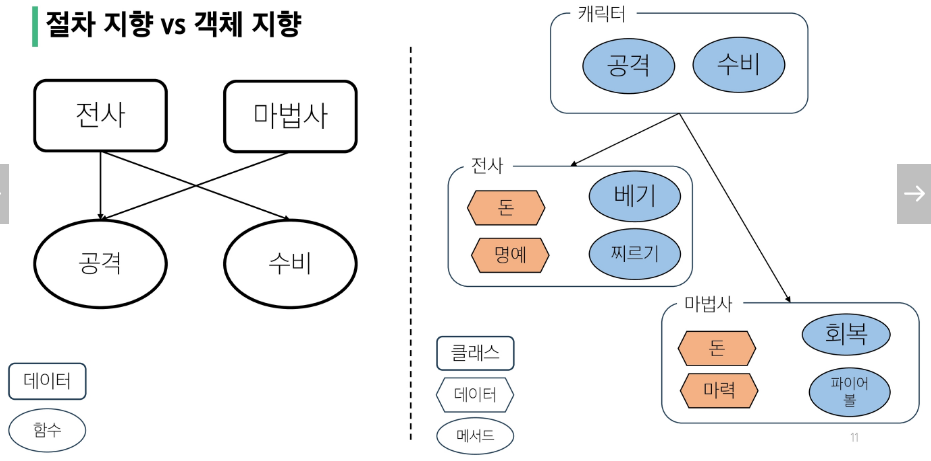 절차 지향 vs 객체 지향
전사
마법사
공격
수비
데이터
함수
캐릭터
공격
수비
전사
돈
베기
명예
찌르기
마법사
돈
회복
마력
파이어
볼
클래스
데이터
메서드
11